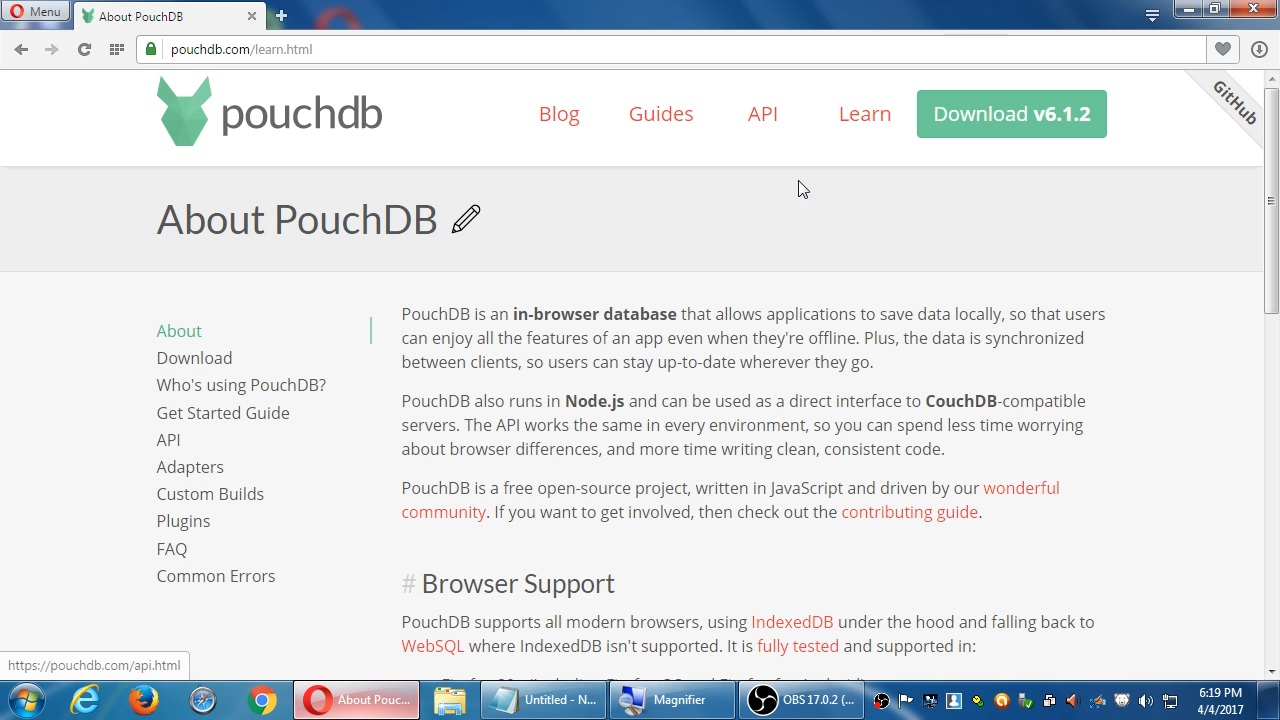 Menu
About PouchDB
pouchdb.com/learn.html
pouchdb
Blog
Guides
API
Learn
Download v6.1.2
GitHub
About PouchDB
About
Download
Who's using PouchDB?
Get Started Guide
API
Adapters
Custom Builds
Plugins
FAQ
Common Errors
PouchDB is an in-browser database that allows applications to save data locally, so that users
can enjoy all the features of an app even when they're offline. Plus, the data is synchronized
between clients, so users can stay up-to-date wherever they go.
PouchDB also runs in Node.js and can be used as a direct interface to CouchDB-compatible
servers. The API works the same in every environment, so you can spend less time worrying
about browser differences, and more time writing clean, consistent code.
PouchDB is a free open-source project, written in JavaScript and driven by our wonderful
community. If you want to get involved, then check out the contributing guide.
# Browser Support
PouchDB supports all modern browsers, using IndexedDB under the hood and falling back to
WebSQL where IndexedDB isn't supported. It is fully tested and supported in:
https://pouchdb.com/api.html
About Pouc...
Untitled - N...
Magnifier
OBS 17.0.2 (...
6:19 PM
4/4/2017